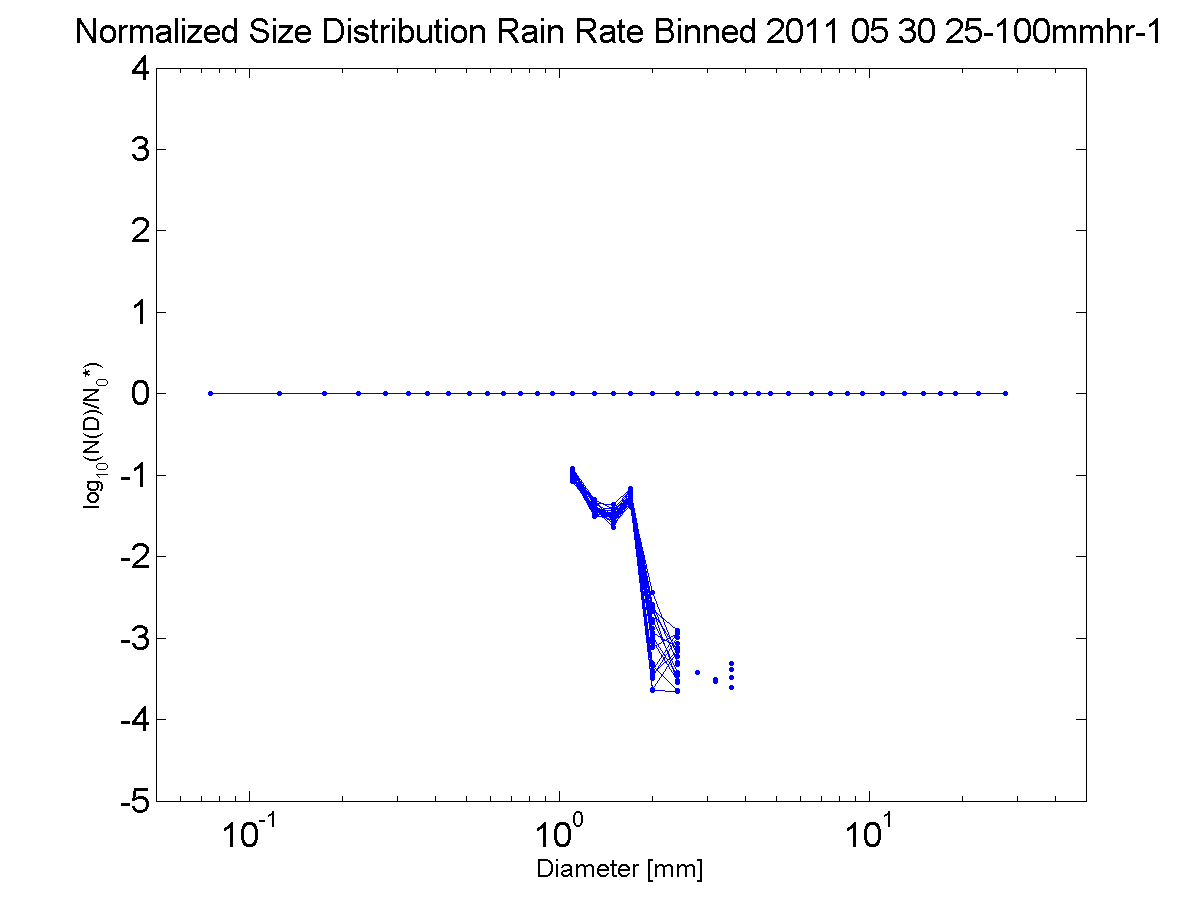 Normalized Size Distribution Rain Rate Binned 2011 05 30 25-100mmhr-1
4
3
2
1
0
-1
-2
-3
-4
-5
log10(N(D)/N0*)
10-1 100 101
Diameter [mm]